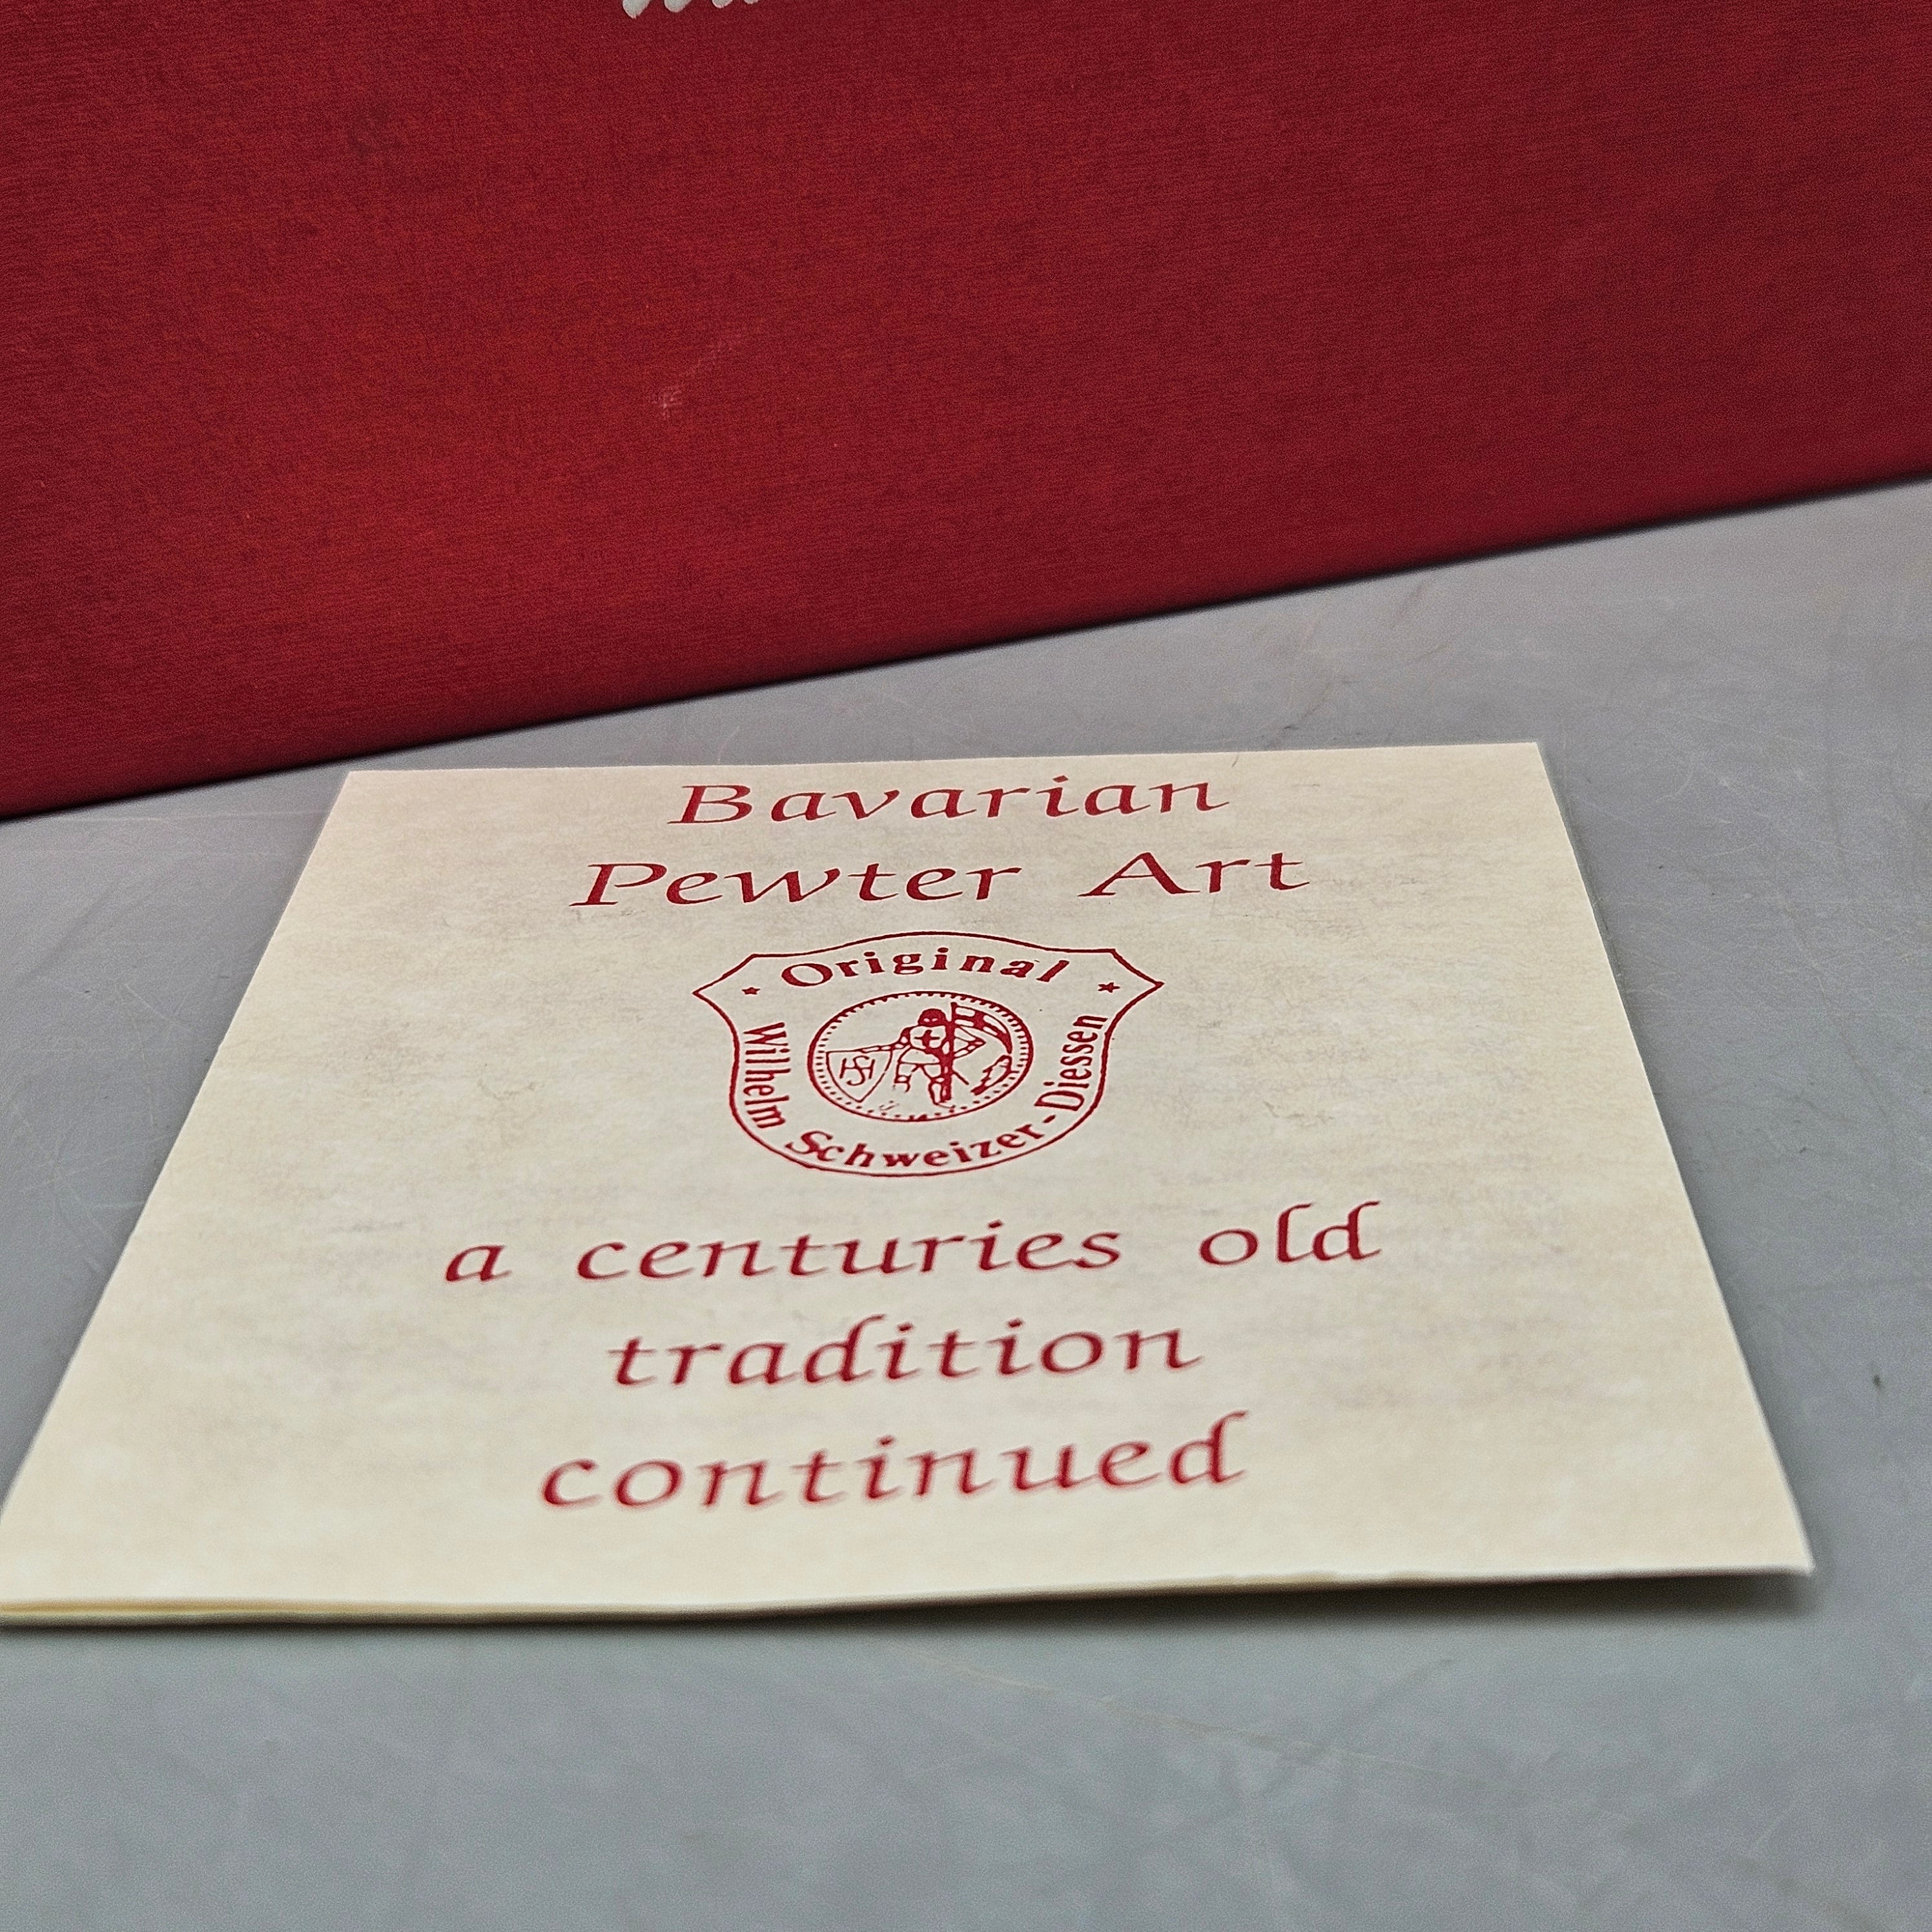 Bavarian
Pewter Art
Original
Wilhelm Schweizer-Diessen
a centuries old
tradition
continued